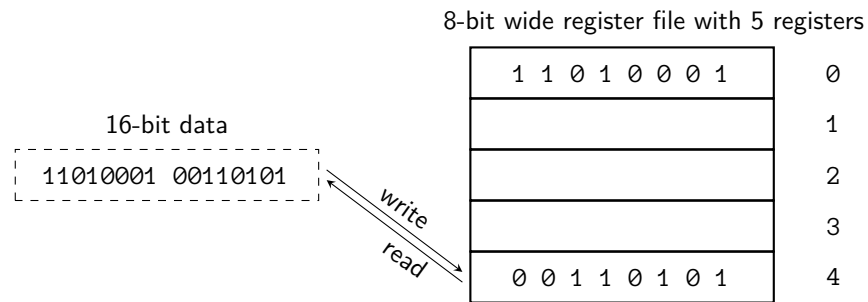 8-bit wide register file with 5 registers
1 1 0 1 0 0 0 1 0
1
16-bit data
11010001 00110101
2
write
read
3
0 0 1 1 0 1 0 1 4